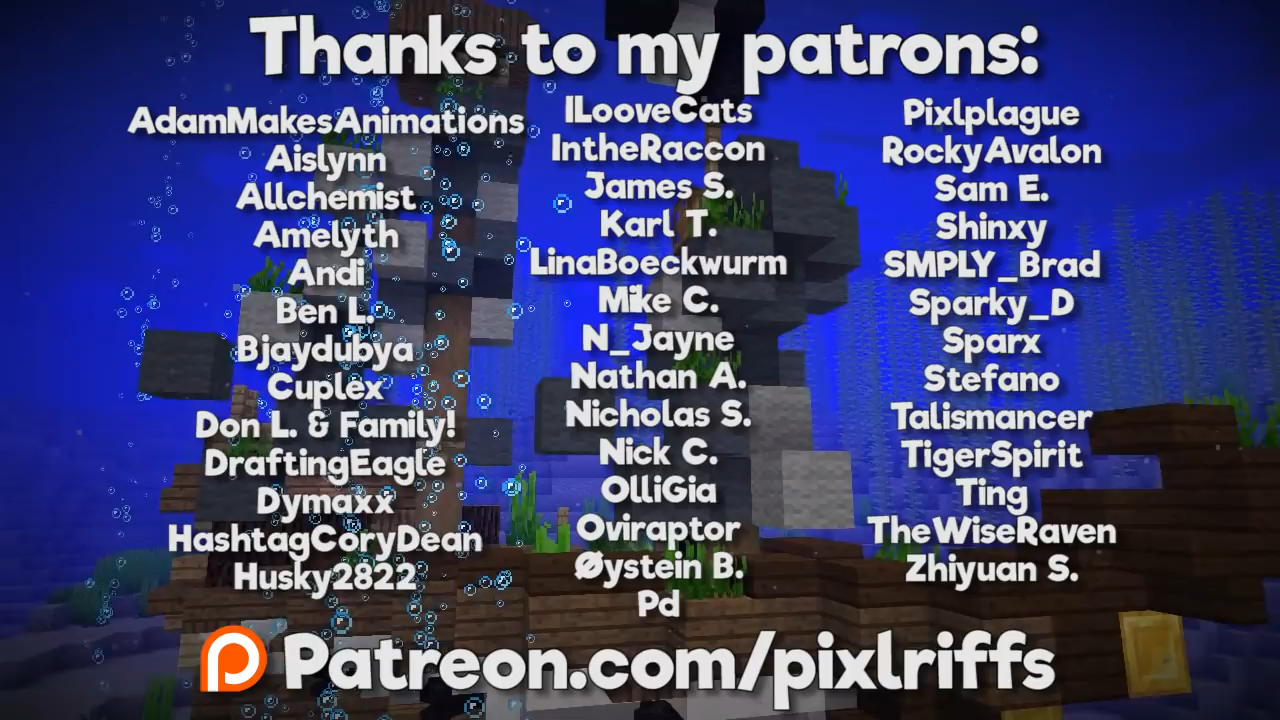 Thanks to my patrons:
AdamMakesAnimations
Aislynn
Allchemist
Amelyth
Andi
Ben L.
Bjaydubya
Cuplex
Don L. & Family!
DraftingEagle
Dymaxx
HashtagCoryDean
Husky2822
ILooveCats
IntheRaccon
James S.
Karl T.
LinaBoeckwurm
Mike C.
N_Jayne
Nathan A.
Nicholas S.
Nick C.
OlliGia
Oviraptor
Øystein B.
Pd
Pixlplague
RockyAvalon
Sam E.
Shinxy
SMPLY_Brad
Sparky_D
Sparx
Stefano
Talismancer
TigerSpirit
Ting
TheWiseRaven
Zhiyuan S.
Patreon.com/pixlriffs